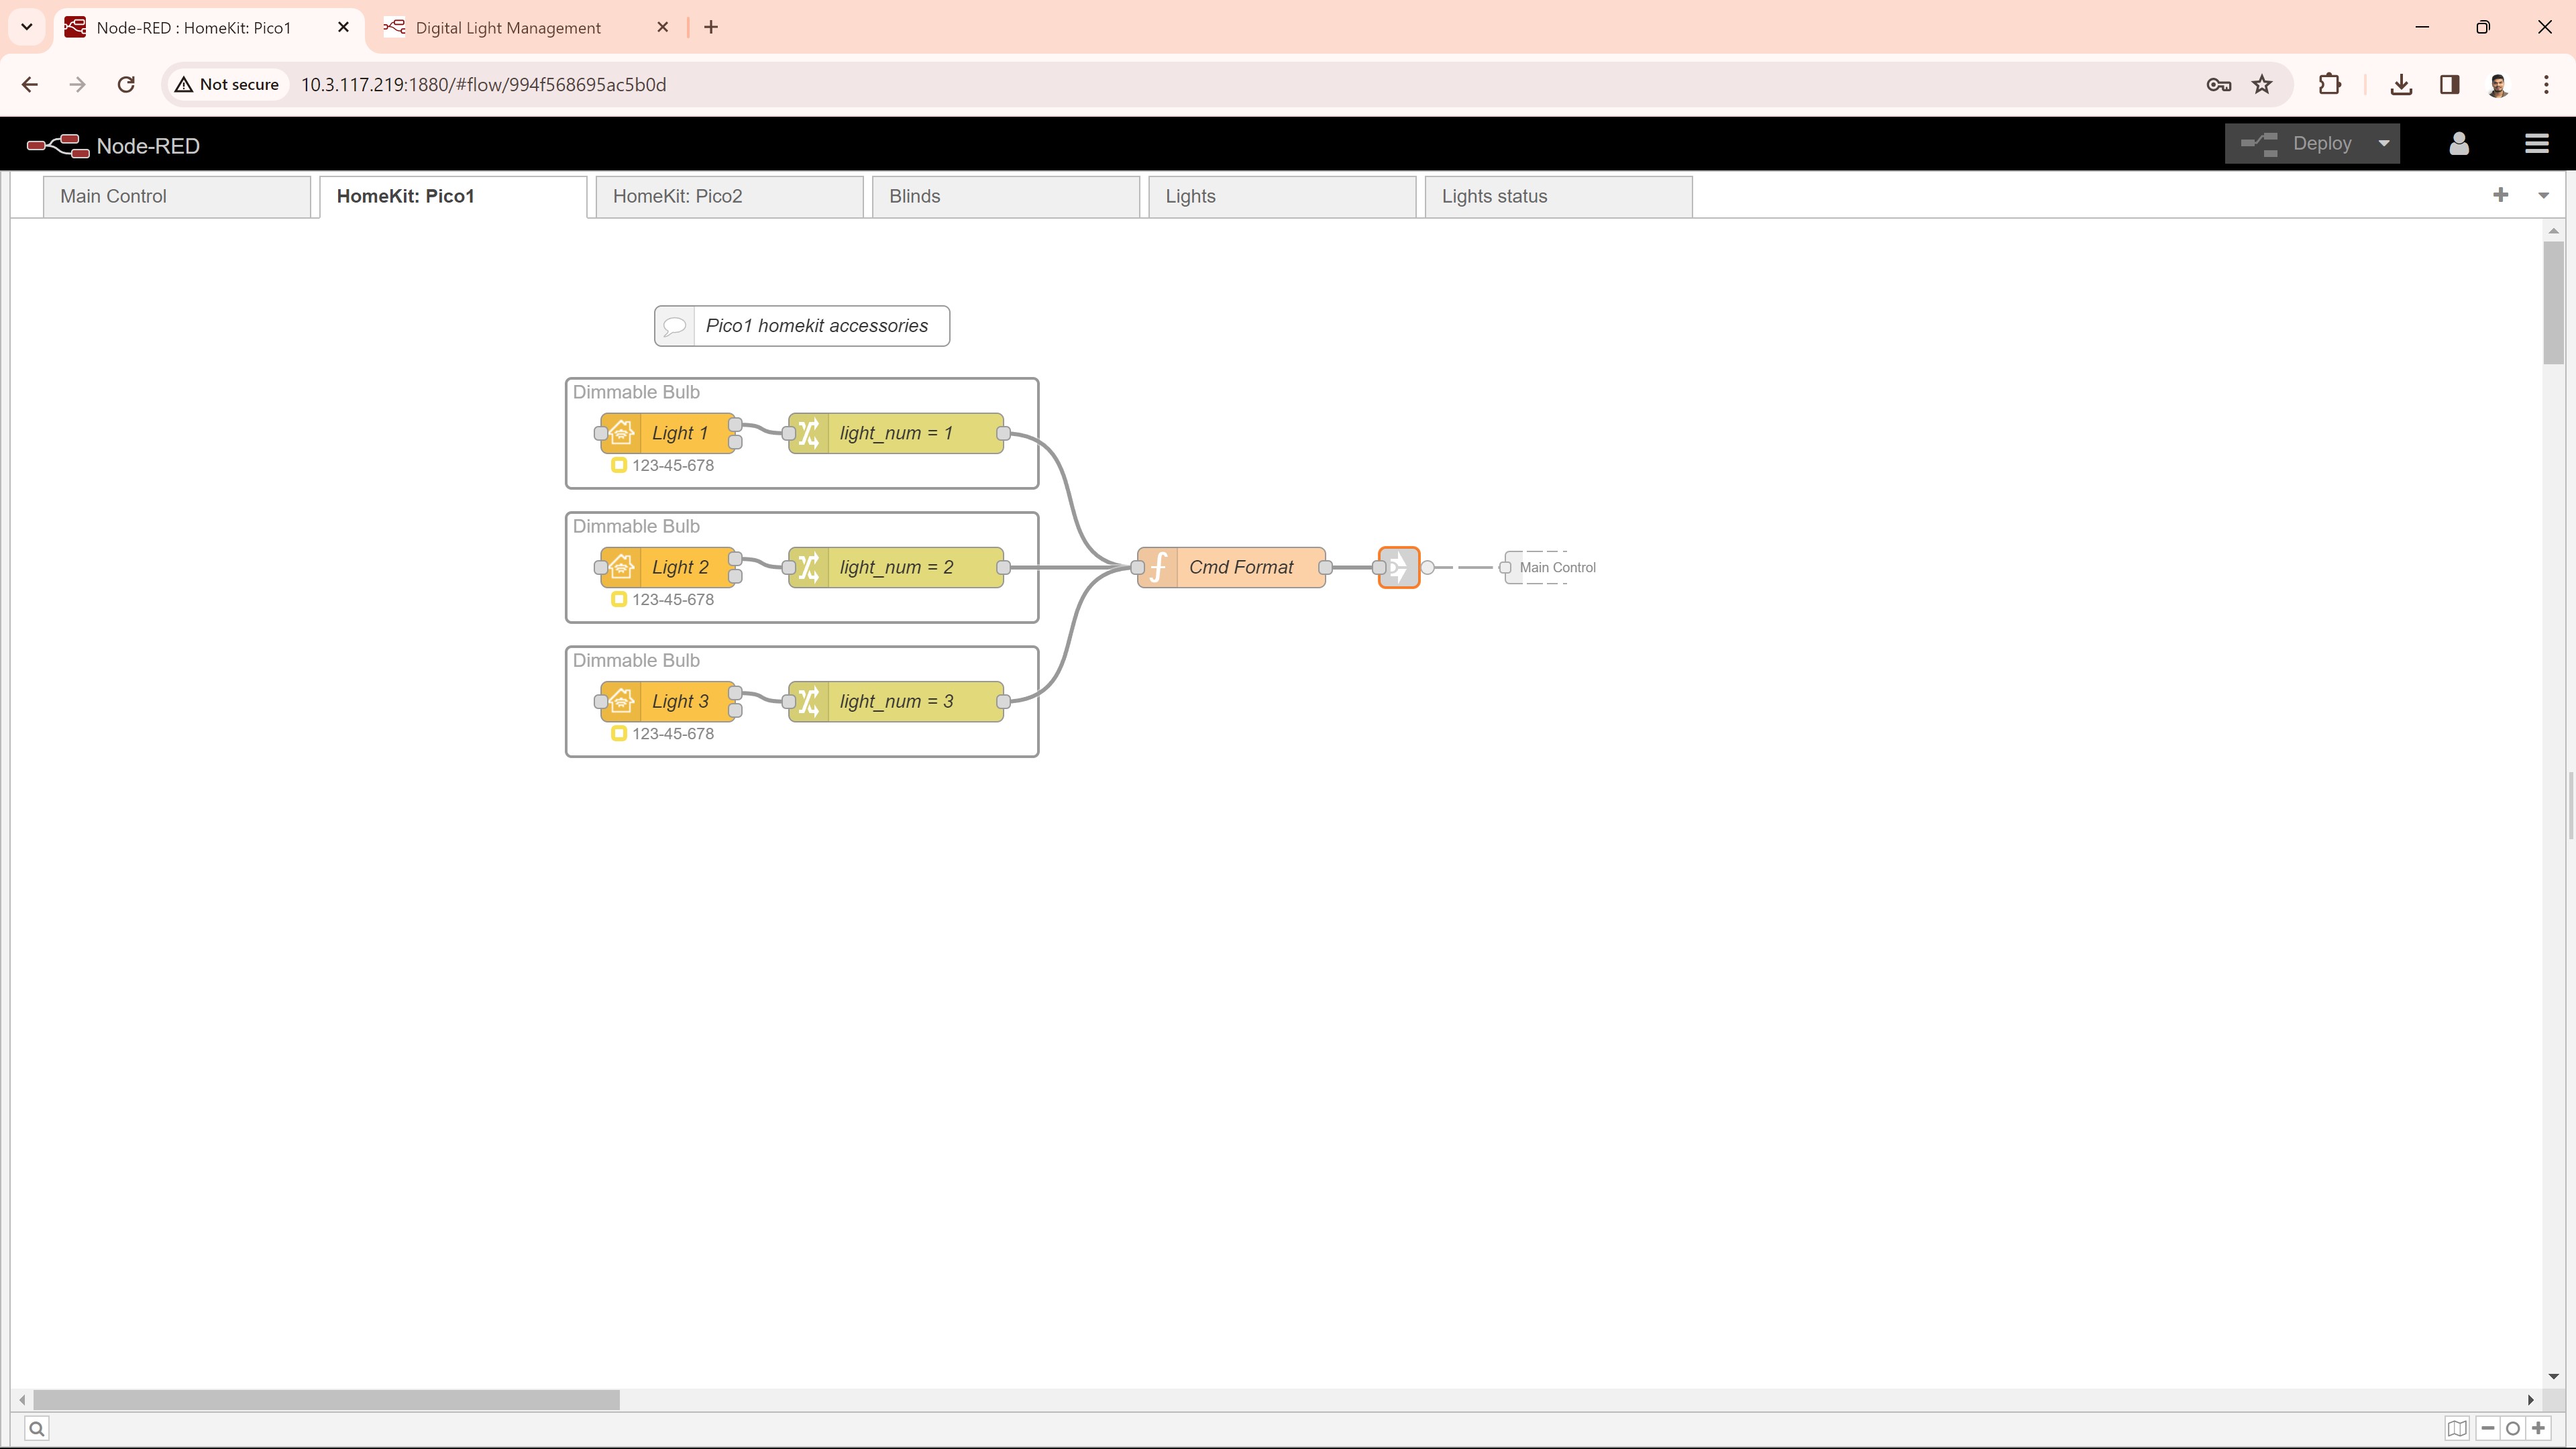 Node-RED : HomeKit: Pico1
Digital Light Management
Not secure
10.3.117.219:1880/#flow/994f568695ac5b0d
Node-RED
Deploy
Main Control
HomeKit: Pico1
HomeKit: Pico2
Blinds
Lights
Lights status
Pico1 homekit accessories
Dimmable Bulb
Light 1
light_num = 1
123-45-678
Dimmable Bulb
Light 2
light_num = 2
123-45-678
Cmd Format
Main Control
Dimmable Bulb
Light 3
light_num = 3
123-45-678